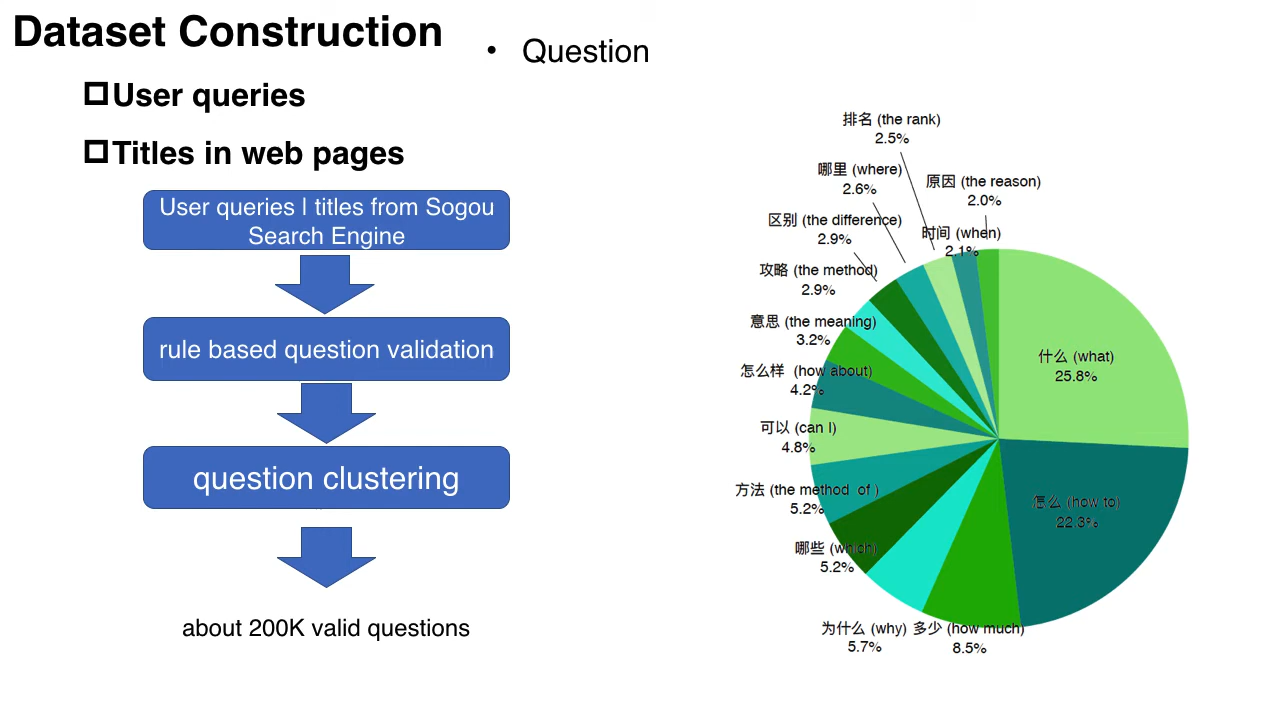 Dataset Construction
• Question
User queries
Titles in web pages
User queries | titles from Sogou
Search Engine
rule based question validation
question clustering
about 200K valid questions
排名 (the rank)
2.5%
哪里 (where)
2.6%
原因 (the reason)
2.0%
区别 (the difference)
2.9%
时间 (when)
2.1%
攻略 (the method)
2.9%
意思 (the meaning)
3.2%
怎么样 (how about)
4.2%
可以 (can I)
4.8%
方法 (the method of )
5.2%
哪些 (which)
5.2%
为什么 (why)
5.7%
多少 (how much)
8.5%
什么 (what)
25.8%
怎么 (how to)
22.3%